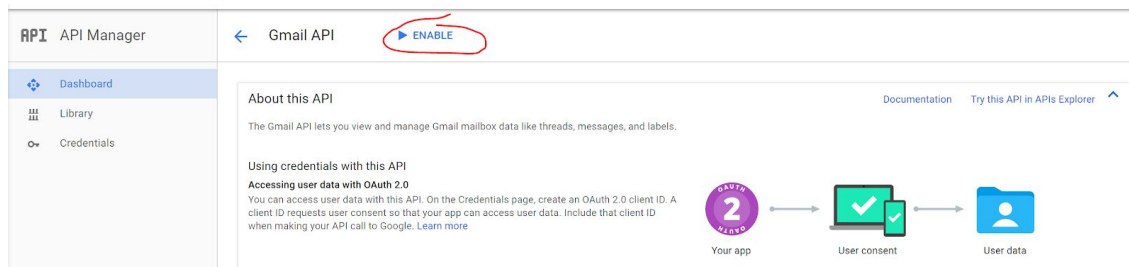 API API Manager
Gmail API
ENABLE
Dashboard
Library
Credentials
About this API
Documentation
Try this API in APIs Explorer
The Gmail API lets you view and manage Gmail mailbox data like threads, messages, and labels.
Using credentials with this API
Accessing user data with OAuth 2.0
You can access user data with this API. On the Credentials page, create an OAuth 2.0 client ID. A
client ID requests user consent so that your app can access user data. Include that client ID
when making your API call to Google. Learn more
OAUTH
2
OAUTH
Your app
User consent
User data